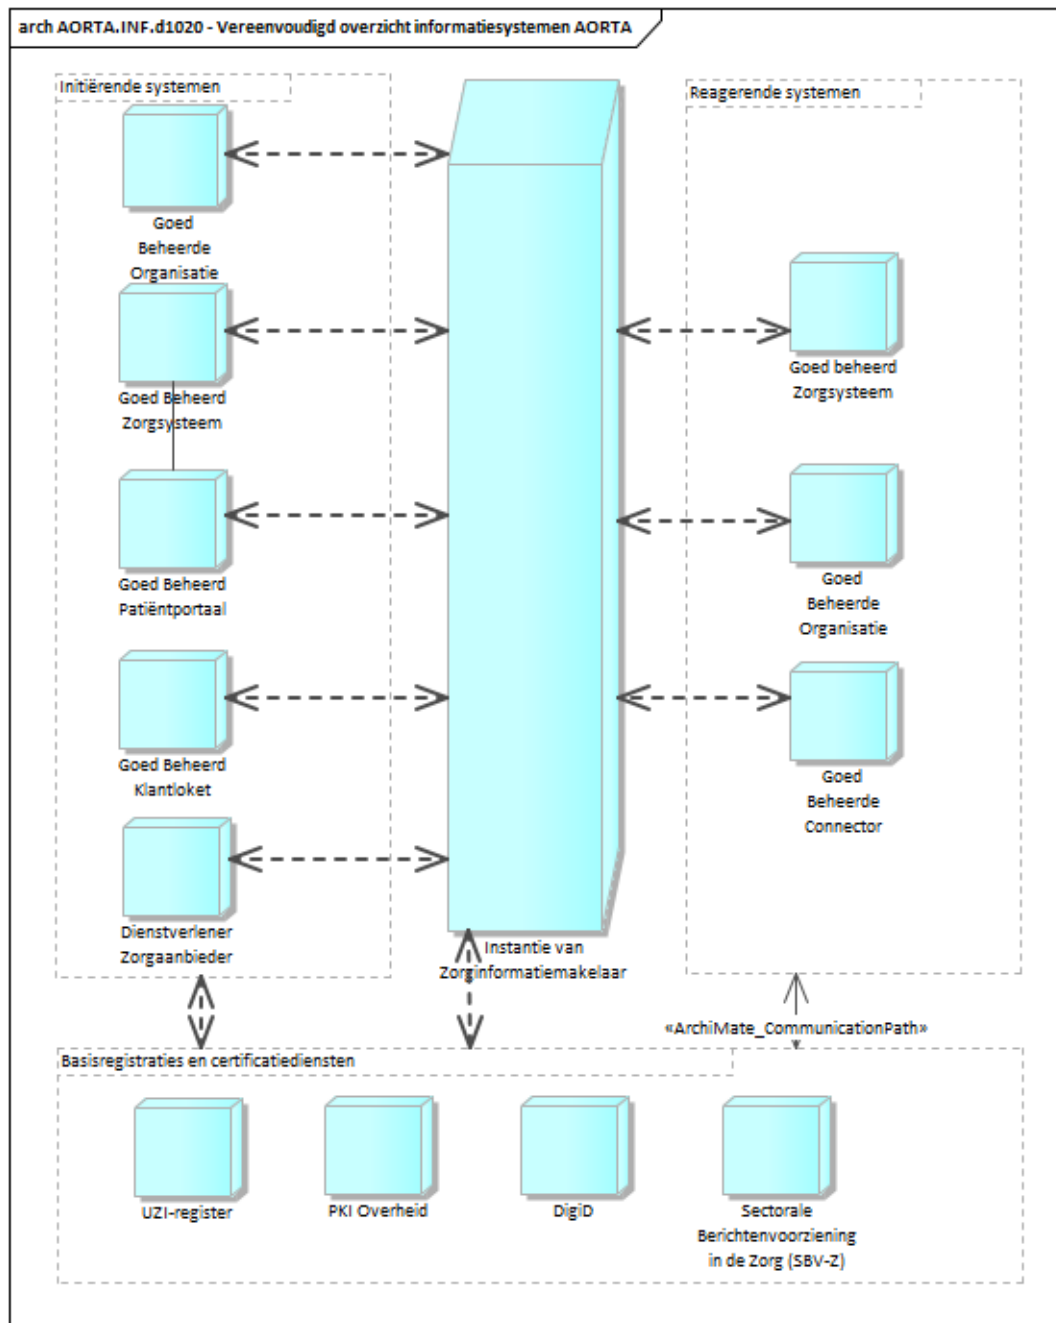 arch AORTA.INF.d1020 - Vereenvoudigd overzicht informatiesystemen AORTA
Initiërende systemen
Goed
Beheerde
Organisatie
Goed Beheerd
Zorgsysteem
Goed Beheerd
Patiëntportaal
Goed Beheerd
Klantloket
Dienstverlener
Zorgaanbieder
Instantie van
Zorginformatiemakelaar
Reagerende systemen
Goed beheerd
Zorgsysteem
Goed
Beheerde
Organisatie
Goed
Beheerde
Connector
«ArchiMate_CommunicationPath»
Basisregistraties en certificatiediensten
UZI-register
PKI Overheid
DigiD
Sectorale
Berichtenvoorziening
in de Zorg (SBV-Z)